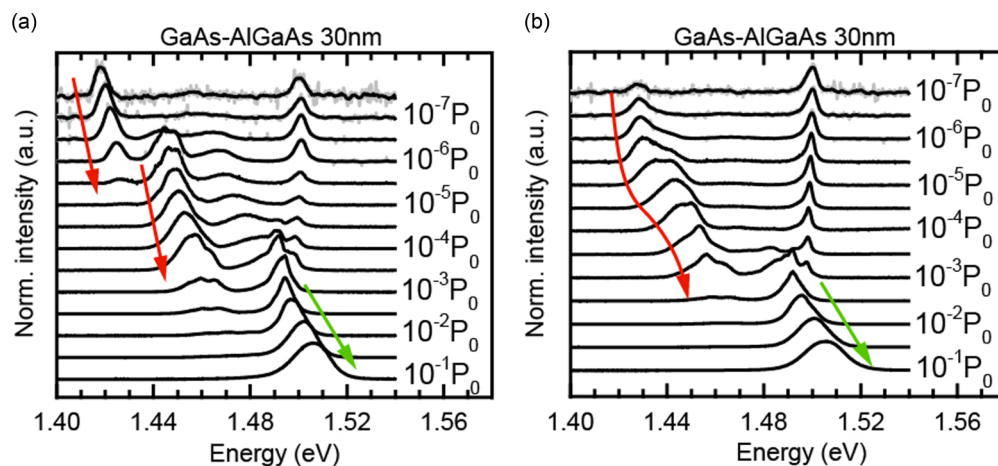 (a)
GaAs-AlGaAs 30nm
Norm. intensity (a.u.)
10⁻⁷P₀
10⁻⁶P₀
10⁻⁵P₀
10⁻⁴P₀
10⁻³P₀
10⁻²P₀
10⁻¹P₀
1.40 1.44 1.48 1.52 1.56
Energy (eV)
(b)
GaAs-AlGaAs 30nm
Norm. intensity (a.u.)
10⁻⁷P₀
10⁻⁶P₀
10⁻⁵P₀
10⁻⁴P₀
10⁻³P₀
10⁻²P₀
10⁻¹P₀
1.40 1.44 1.48 1.52 1.56
Energy (eV)